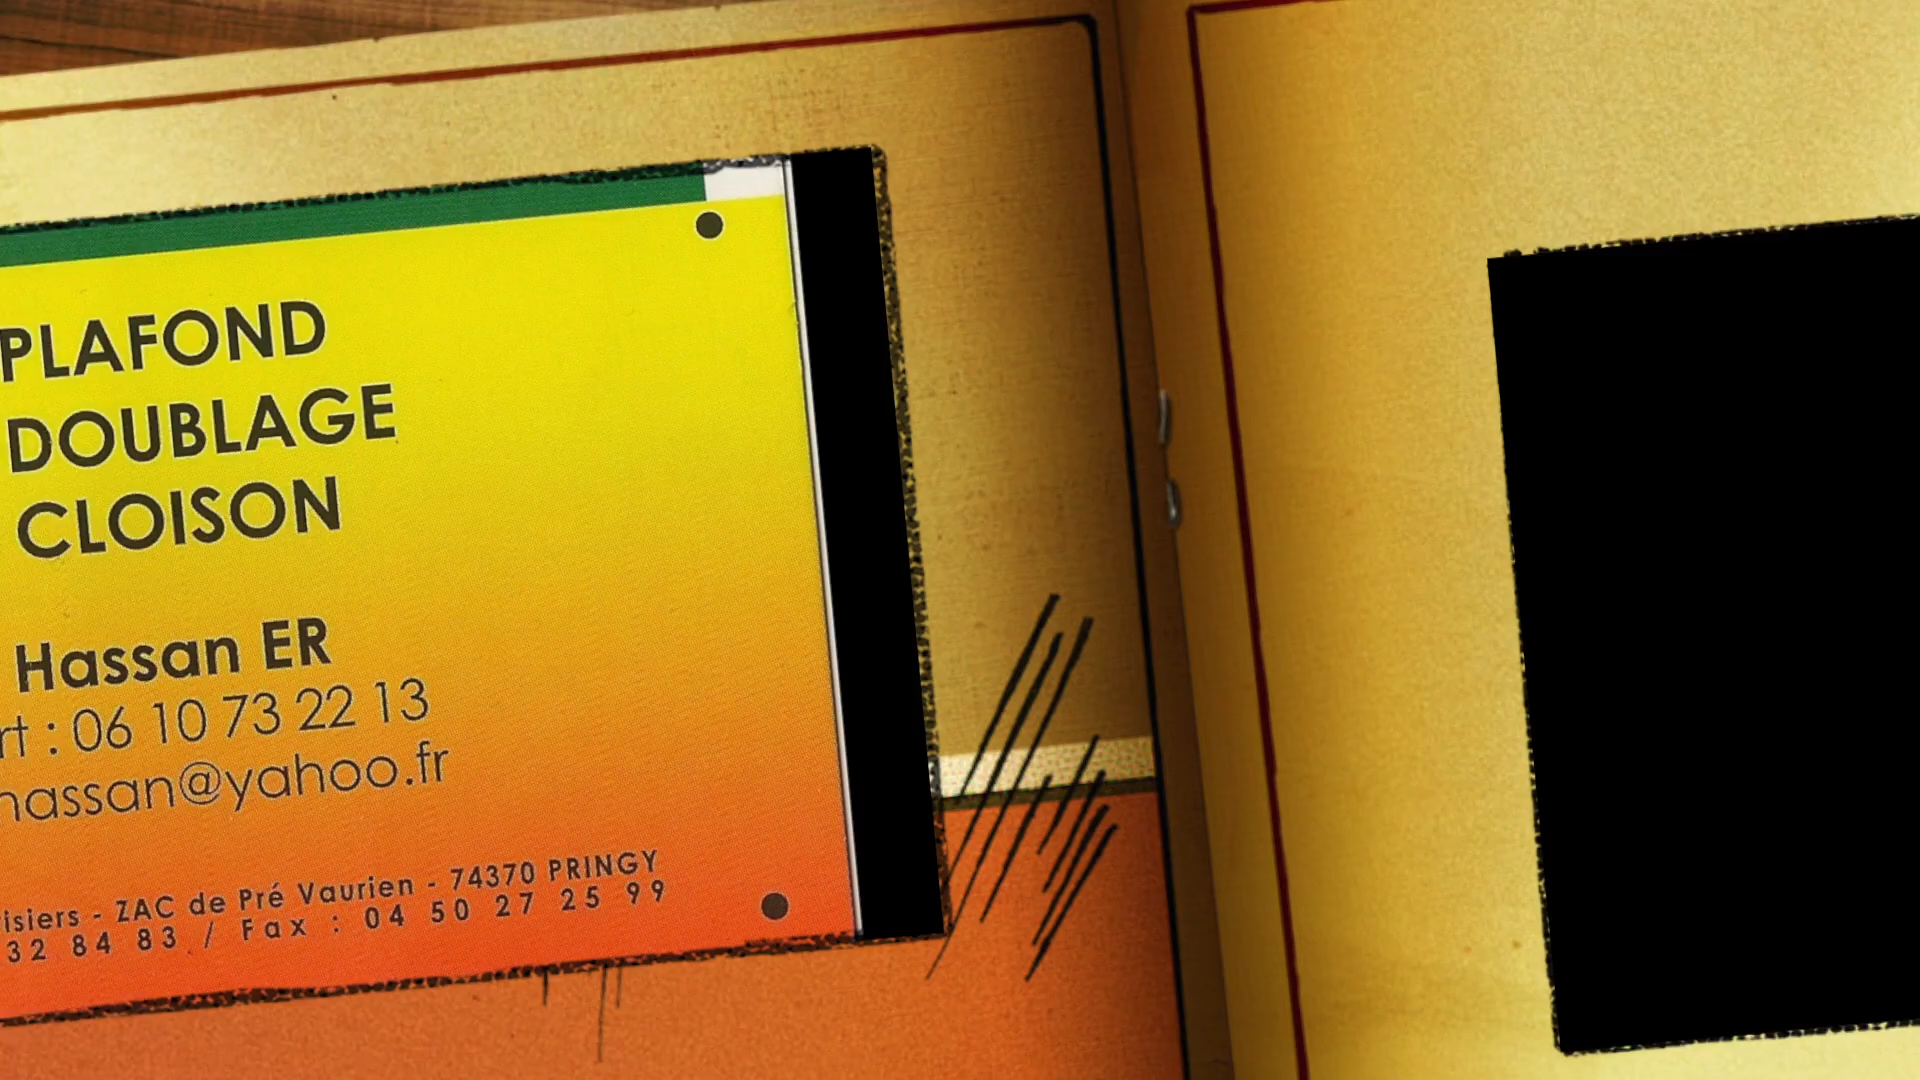 PLAFOND
DOUBLAGE
CLOISON
Hassan ER
rt : 06 10 73 22 13
hassan@yahoo.fr
isiers - ZAC de Pré Vaurien - 74370 PRINGY
32 84 83 / Fax : 04 50 27 25 99